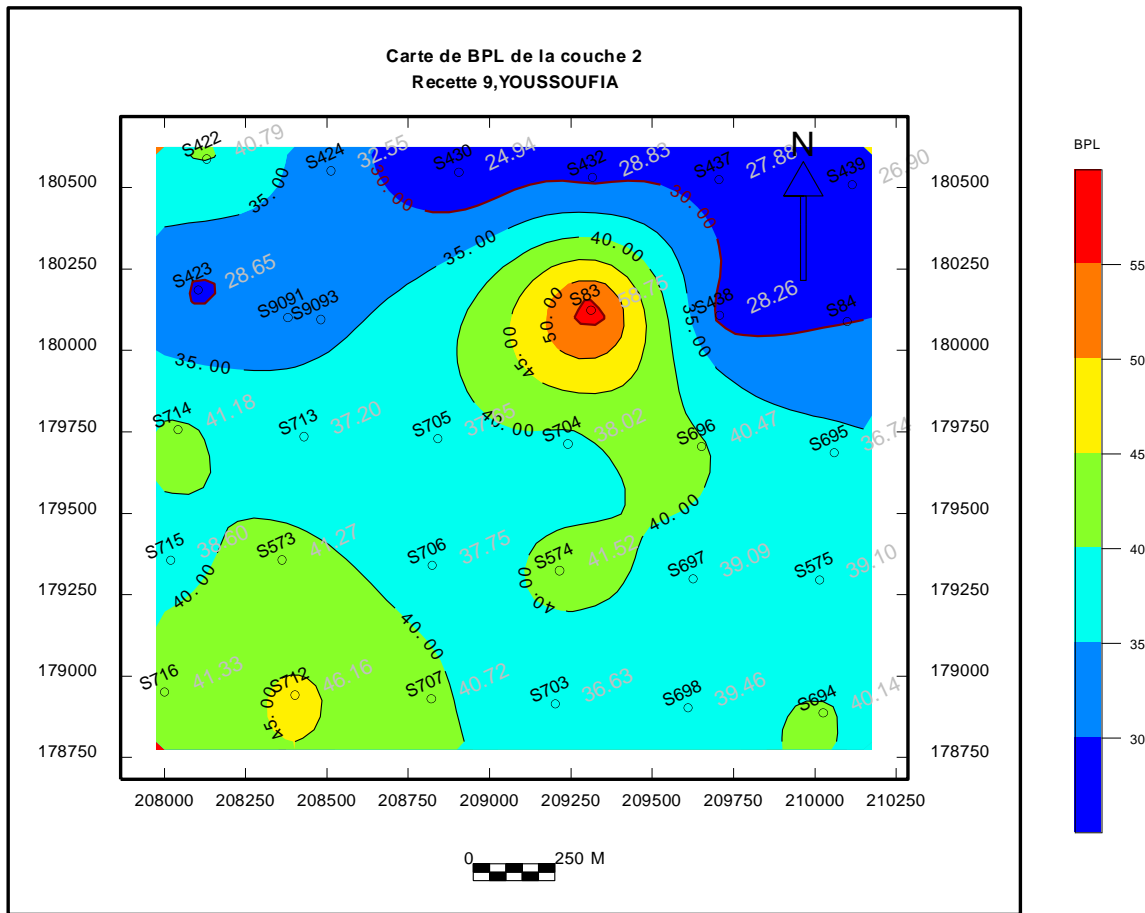 Carte de BPL de la couche 2
Recette 9,YOUSSOUFIA
BPL
55
50
45
40
35
30
N
S422 40.79
S424 32.55
S430 24.94
S432 28.83
S437 27.88
S439 26.90
30.00
30.00
35.00
35.00
40.00
S423 28.65
S9091
S9093
S83 58.75
50.00
45.00
S438 28.26
S84
35.00
35.00
S714 41.18
S713 37.20
S705
40.00
S704 38.02
S696 40.47
S695 36.74
40.00
S715 38.60
S573 41.27
S706 37.75
S574 41.52
S697 39.09
S575 39.10
40.00
40.00
40.00
S716 41.33
S712 46.16
45.00
S707 40.72
S703 36.63
S698 39.46
S694 40.14
180500
180250
180000
179750
179500
179250
179000
178750
180500
180250
180000
179750
179500
179250
179000
178750
208000 208250 208500 208750 209000 209250 209500 209750 210000 210250
0 250 M